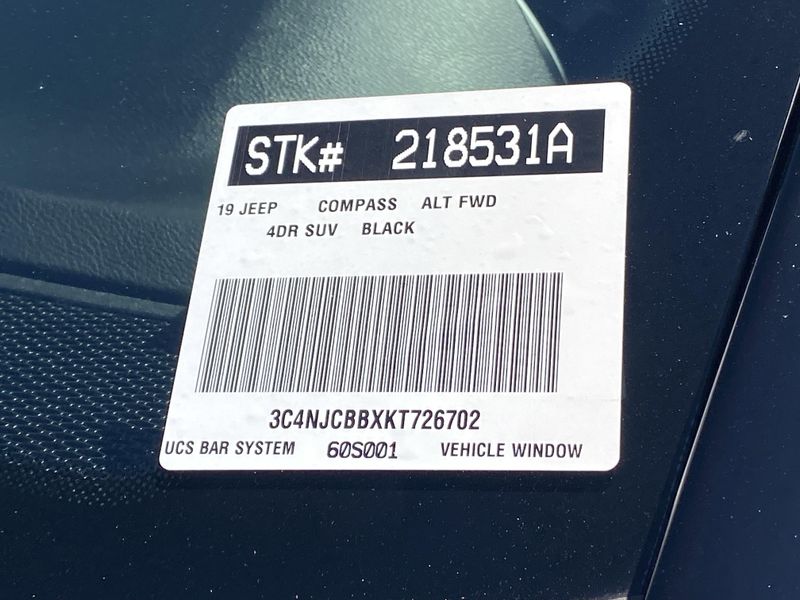 STK# 218531A
19 JEEP COMPASS ALT FWD
4DR SUV BLACK
3C4NJCBBXKT726702
UCS BAR SYSTEM 60S001 VEHICLE WINDOW